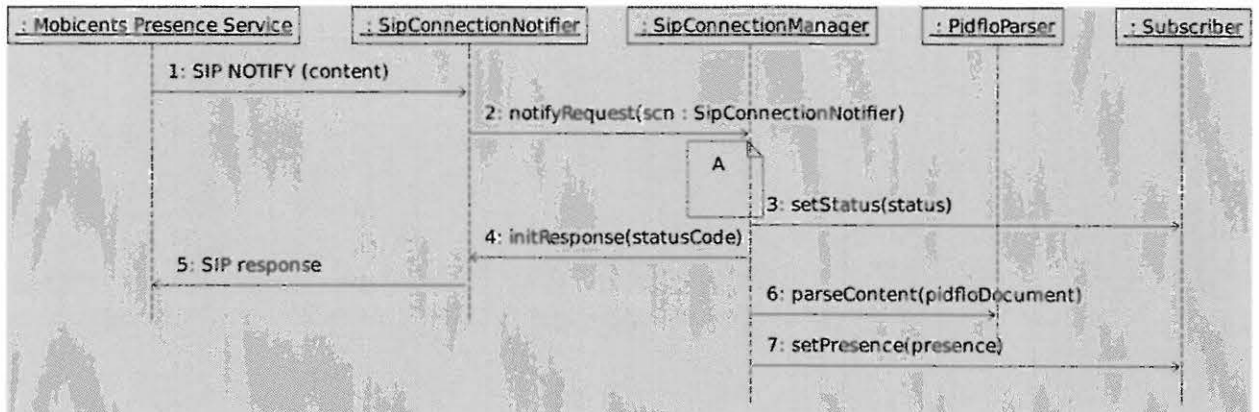 : Mobicents Presence Service
: SipConnectionNotifier
: SipConnectionManager
: PidfloParser
: Subscriber
1: SIP NOTIFY (content)
2: notifyRequest(scn : SipConnectionNotifier)
A
3: setStatus(status)
4: initResponse(statusCode)
5: SIP response
6: parseContent(pidfloDocument)
7: setPresence(presence)